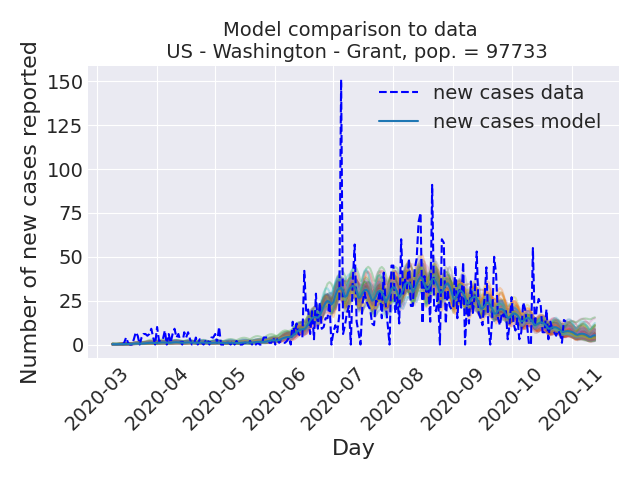 Model comparison to data
US - Washington - Grant, pop. = 97733
Number of new cases reported
150
125
100
75
50
25
0
new cases data
new cases model
2020-03
2020-04
2020-05
2020-06
2020-07
2020-08
2020-09
2020-10
2020-11
Day